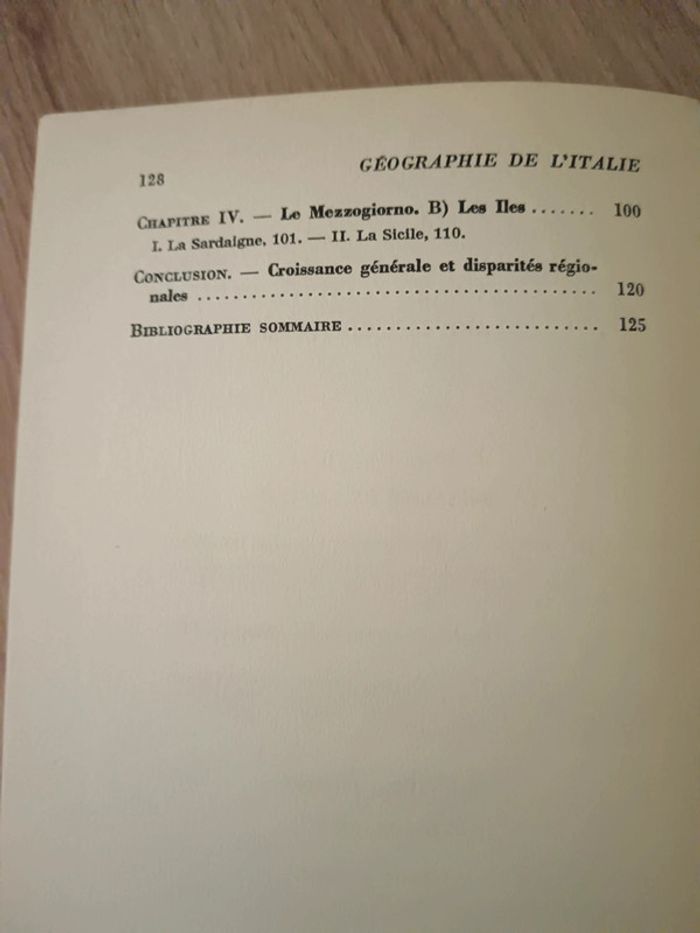 128 GÉOGRAPHIE DE L'ITALIE
CHAPITRE IV. — Le Mezzogiorno. B) Les Iles ....... 100
I. La Sardaigne, 101. — II. La Sicile, 110.
CONCLUSION. — Croissance générale et disparités régio-
nales ........................................ 120
BIBLIOGRAPHIE SOMMAIRE ......................... 125